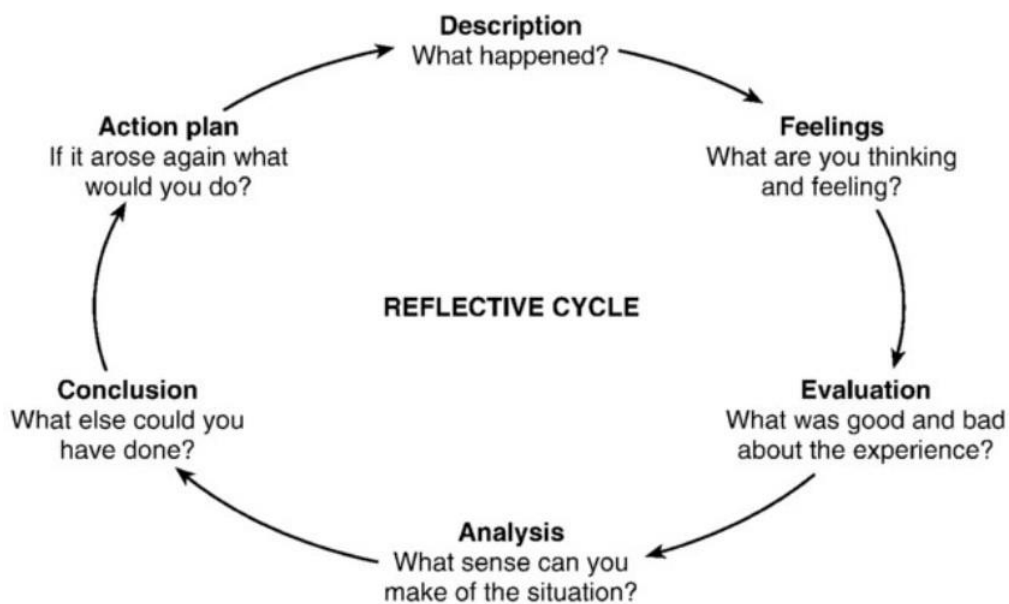 Description
What happened?
Feelings
What are you thinking
and feeling?
Evaluation
What was good and bad
about the experience?
Analysis
What sense can you
make of the situation?
Conclusion
What else could you
have done?
Action plan
If it arose again what
would you do?
REFLECTIVE CYCLE